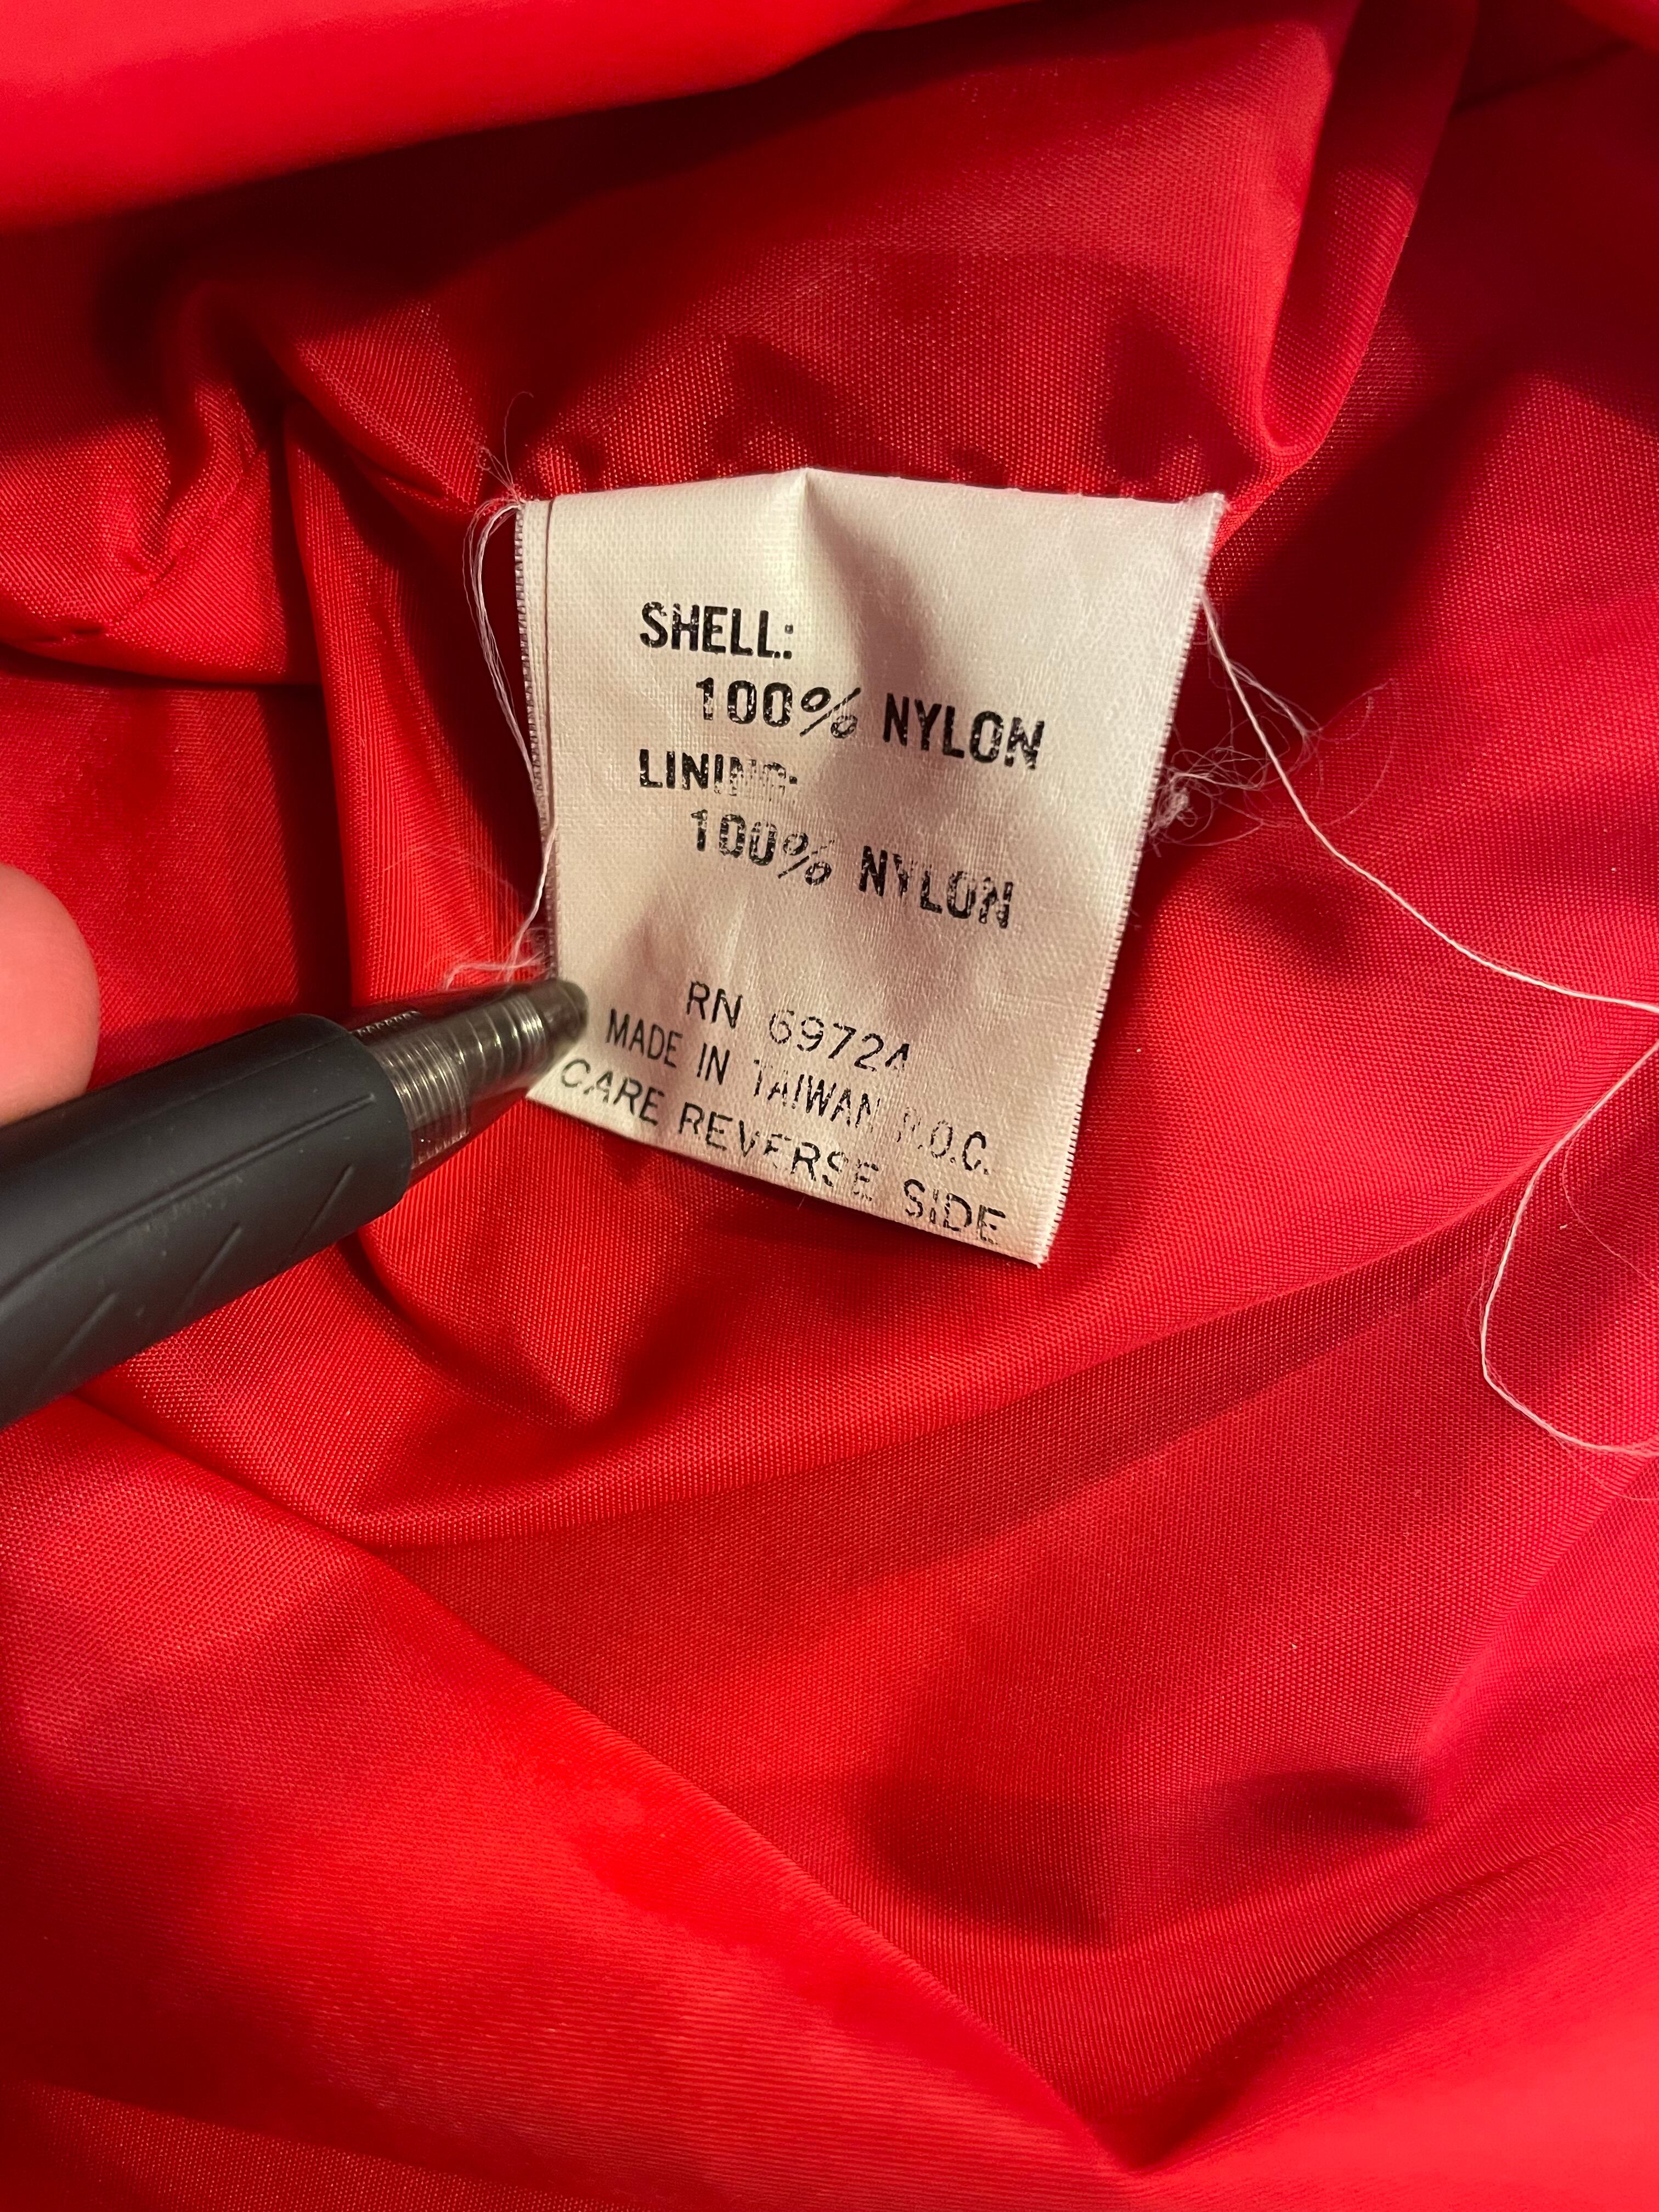 SHELL:
100% NYLON
LINING:
100% NYLON
RN 69724
MADE IN TAIWAN R.O.C.
CARE REVERSE SIDE